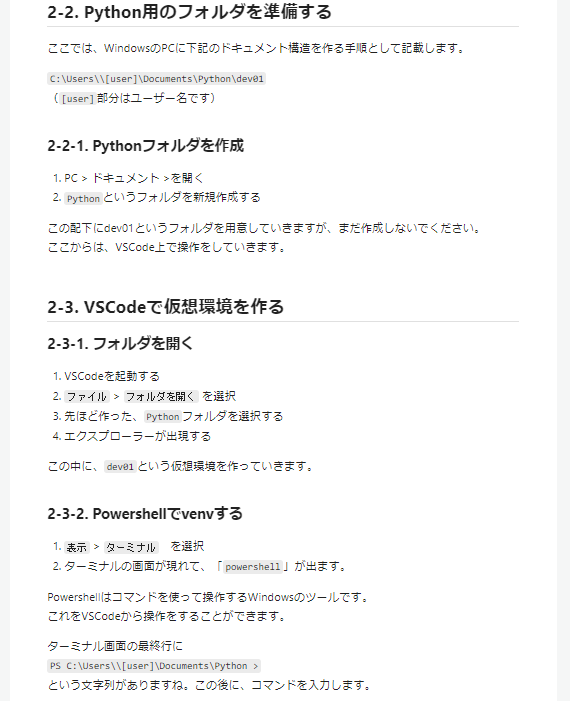 2-2. Python用のフォルダを準備する
ここでは、WindowsのPCに下記のドキュメント構造を作る手順として記載します。
C:\Users\\[user]\Documents\Python\dev01
（[user]部分はユーザー名です）
2-2-1. Pythonフォルダを作成
1. PC > ドキュメント >を開く
2. Pythonというフォルダを新規作成する
この配下にdev01というフォルダを用意していきますが、まだ作成しないでください。
ここからは、VSCode上で操作をしていきます。
2-3. VSCodeで仮想環境を作る
2-3-1. フォルダを開く
1. VSCodeを起動する
2. ファイル > フォルダを開く を選択
3. 先ほど作った、Pythonフォルダを選択する
4. エクスプローラーが出現する
この中に、dev01という仮想環境を作っていきます。
2-3-2. Powershellでvenvする
1. 表示 > ターミナル　を選択
2. ターミナルの画面が現れて、「powershell」が出ます。
Powershellはコマンドを使って操作するWindowsのツールです。
これをVSCodeから操作をすることができます。
ターミナル画面の最終行に
PS C:\Users\\[user]\Documents\Python >
という文字列がありますね。この後に、コマンドを入力します。